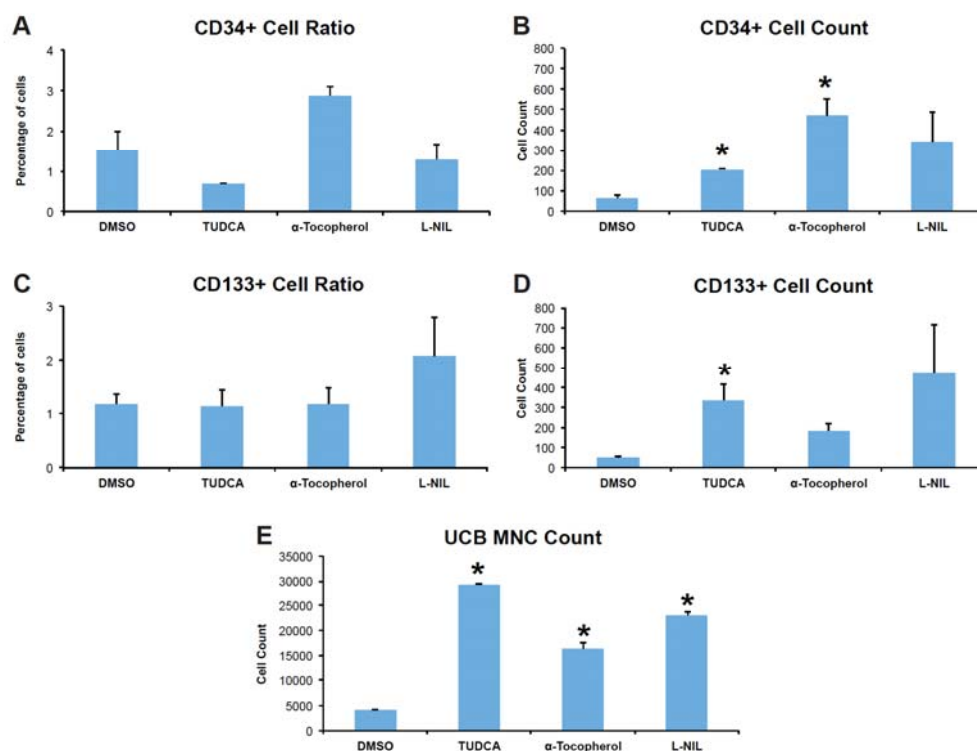 A
CD34+ Cell Ratio
Percentage of cells
4
3
2
1
0
DMSO TUDCA α-Tocopherol L-NIL
B
CD34+ Cell Count
Cell Count
800
700
600
500
400
300
200
100
0
*
*
DMSO TUDCA α-Tocopherol L-NIL
C
CD133+ Cell Ratio
Percentage of cells
3
2
1
0
DMSO TUDCA α-Tocopherol L-NIL
D
CD133+ Cell Count
Cell Count
800
700
600
500
400
300
200
100
0
*
DMSO TUDCA α-Tocopherol L-NIL
E
UCB MNC Count
Cell Count
35000
30000
25000
20000
15000
10000
5000
0
*
*
*
DMSO TUDCA α-Tocopherol L-NIL